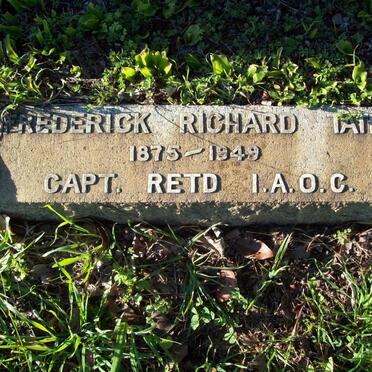 FREDERICK RICHARD
1875-1949
CAPT. RETD I.A.O.C.